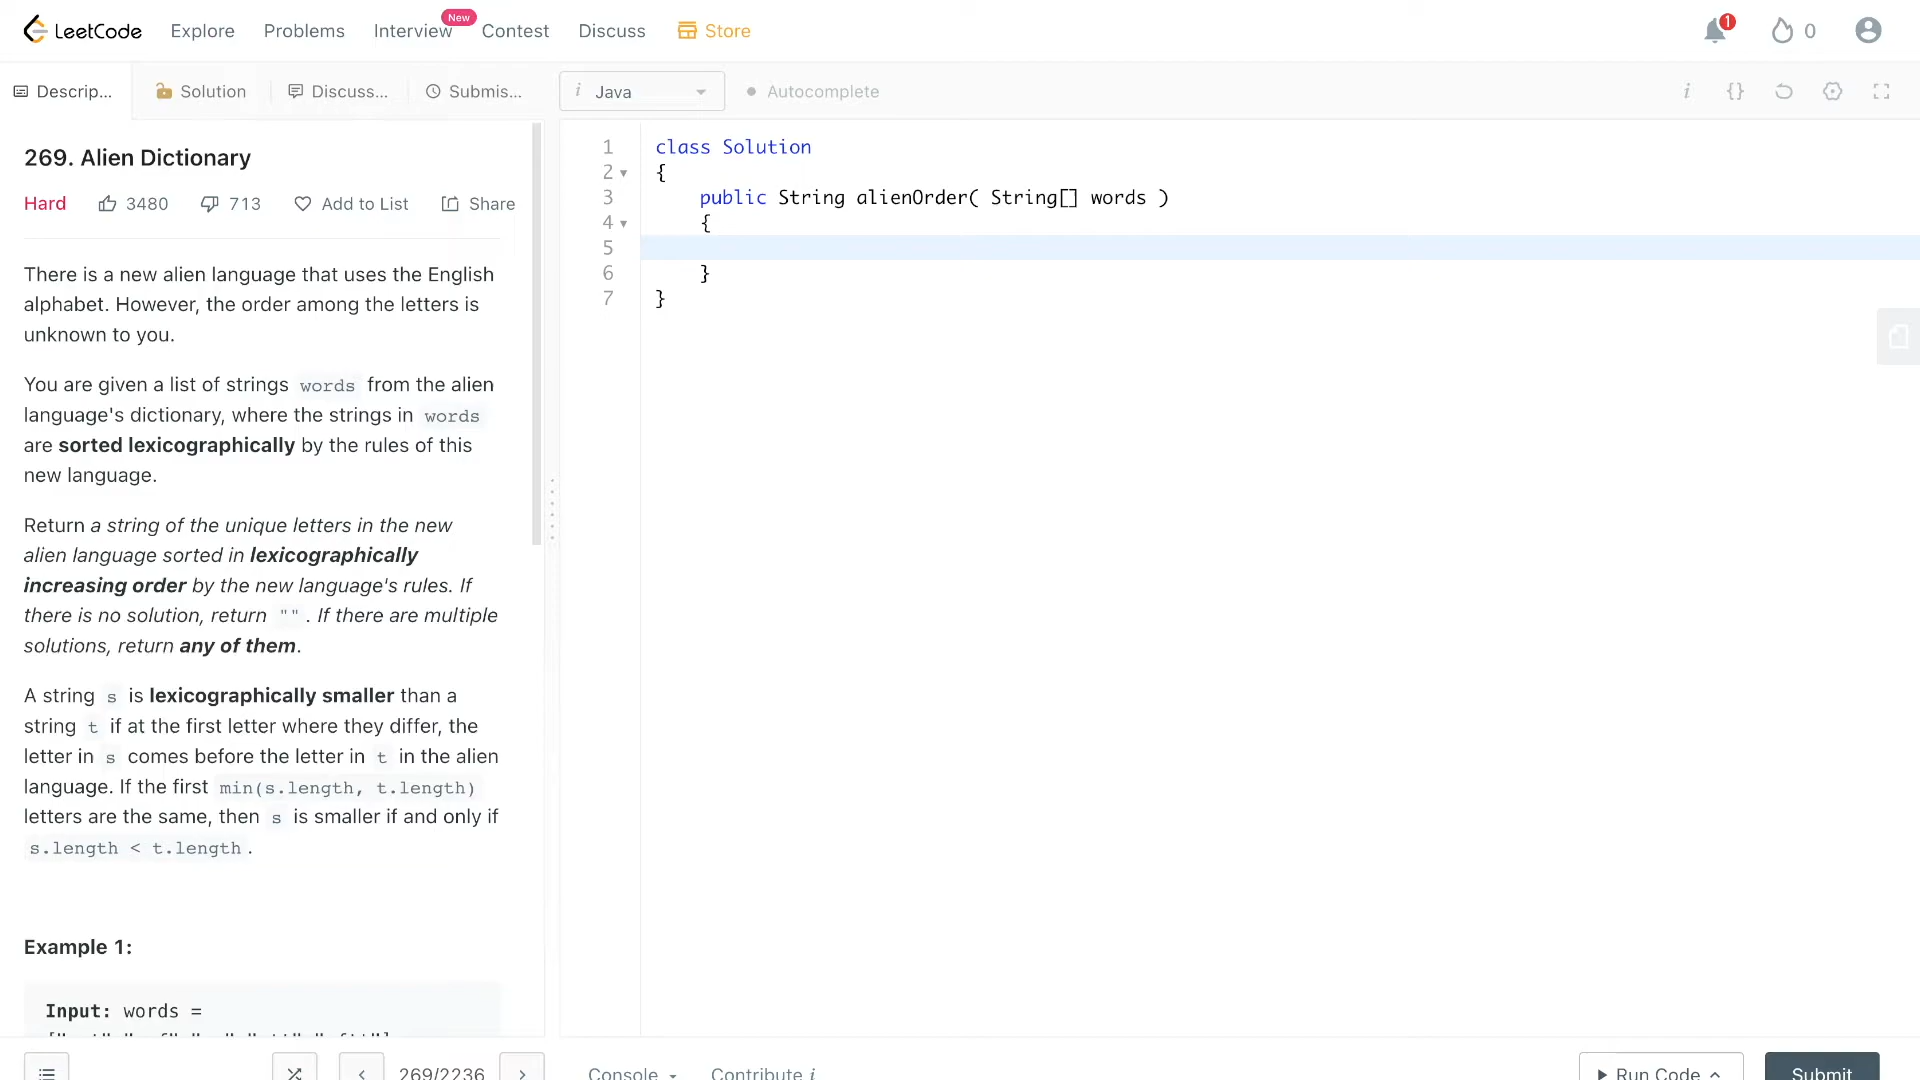 LeetCode Explore Problems Interview New Contest Discuss Store 1 0
Descrip... Solution Discuss... Submis... i Java Autocomplete i {}
269. Alien Dictionary
Hard 3480 713 Add to List Share
There is a new alien language that uses the English
alphabet. However, the order among the letters is
unknown to you.
You are given a list of strings words from the alien
language's dictionary, where the strings in words
are sorted lexicographically by the rules of this
new language.
Return a string of the unique letters in the new
alien language sorted in lexicographically
increasing order by the new language's rules. If
there is no solution, return "". If there are multiple
solutions, return any of them.
A string s is lexicographically smaller than a
string t if at the first letter where they differ, the
letter in s comes before the letter in t in the alien
language. If the first min(s.length, t.length)
letters are the same, then s is smaller if and only if
s.length < t.length.
Example 1:
Input: words =
1 class Solution
2 {
3 public String alienOrder( String[] words )
4 {
5
6 }
7 }
269/2236 Console Contribute i Run Code Submit